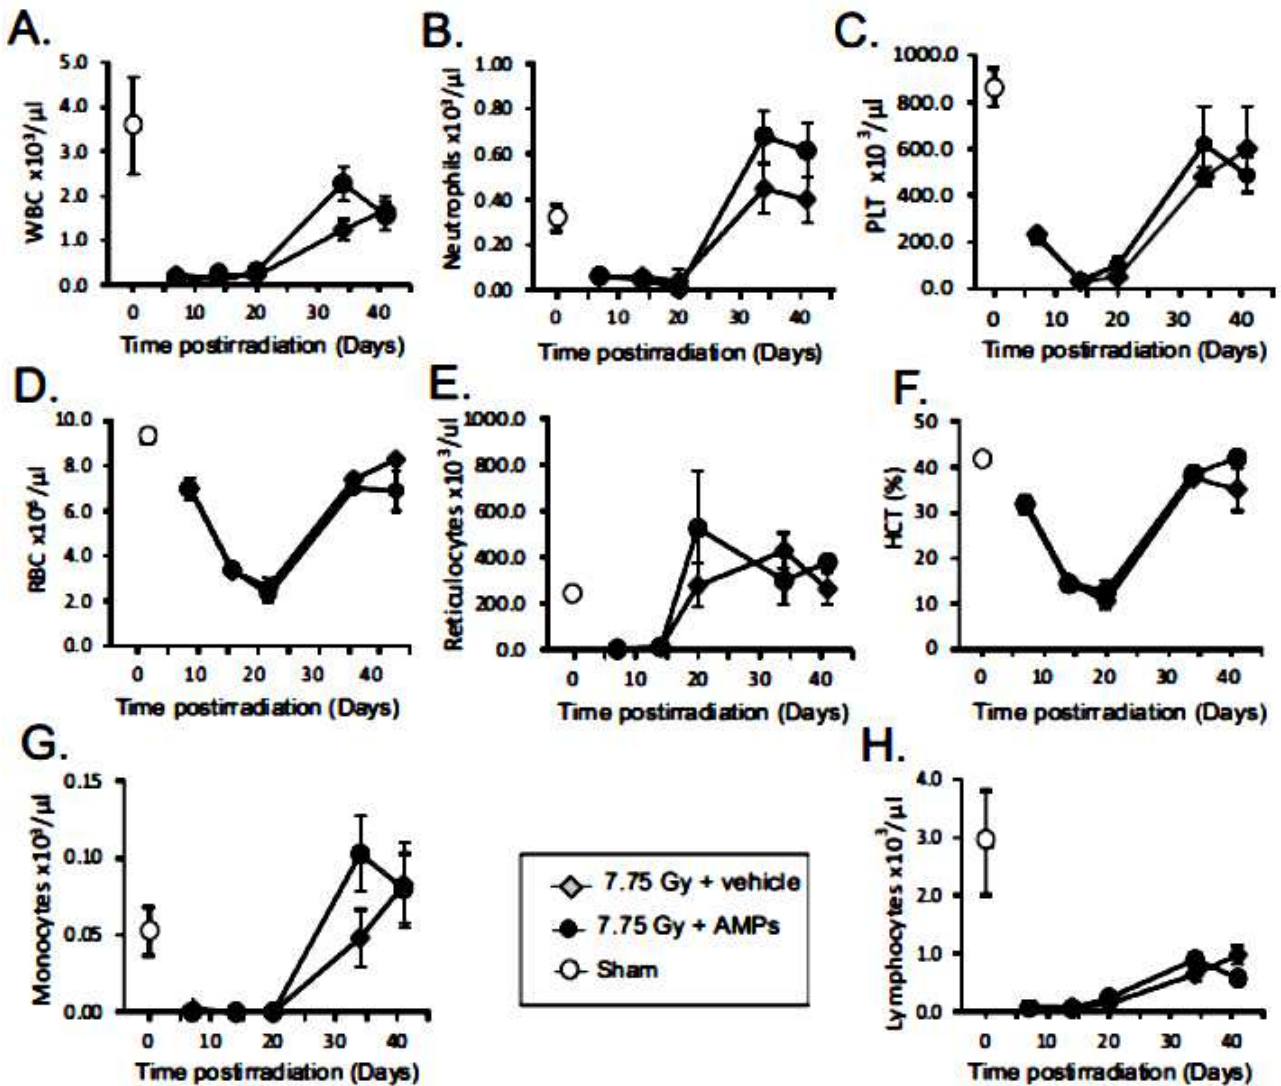 A.
WBC x10³/µl
5.0
4.0
3.0
2.0
1.0
0.0
0 10 20 30 40
Time postirradiation (Days)
B.
Neutrophils x10³/µl
1.00
0.80
0.60
0.40
0.20
0.00
0 10 20 30 40
Time postirradiation (Days)
C.
PLT x10³/µl
1000.0
800.0
600.0
400.0
200.0
0.0
0 10 20 30 40
Time postirradiation (Days)
D.
RBC x10⁶/µl
10.0
8.0
6.0
4.0
2.0
0.0
0 10 20 30 40
Time postirradiation (Days)
E.
Reticulocytes x10³/ul
1000.0
800.0
600.0
400.0
200.0
0.0
0 10 20 30 40
Time postirradiation (Days)
F.
HCT (%)
50
40
30
20
10
0
0 10 20 30 40
Time postirradiation (Days)
G.
Monocytes x10³/µl
0.15
0.10
0.05
0.00
0 10 20 30 40
Time postirradiation (Days)
7.75 Gy + vehicle
7.75 Gy + AMPs
Sham
H.
Lymphocytes x10³/µl
4.0
3.0
2.0
1.0
0.0
0 10 20 30 40
Time postirradiation (Days)